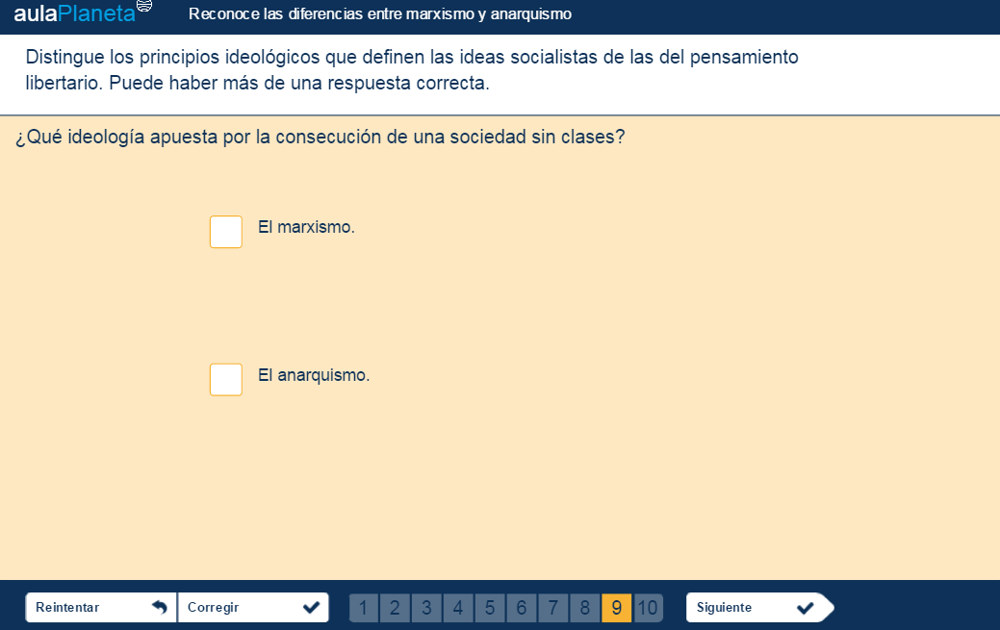 aulaPlaneta Reconoce las diferencias entre marxismo y anarquismo
Distingue los principios ideológicos que definen las ideas socialistas de las del pensamiento
libertario. Puede haber más de una respuesta correcta.
¿Qué ideología apuesta por la consecución de una sociedad sin clases?
El marxismo.
El anarquismo.
Reintentar Corregir 1 2 3 4 5 6 7 8 9 10 Siguiente